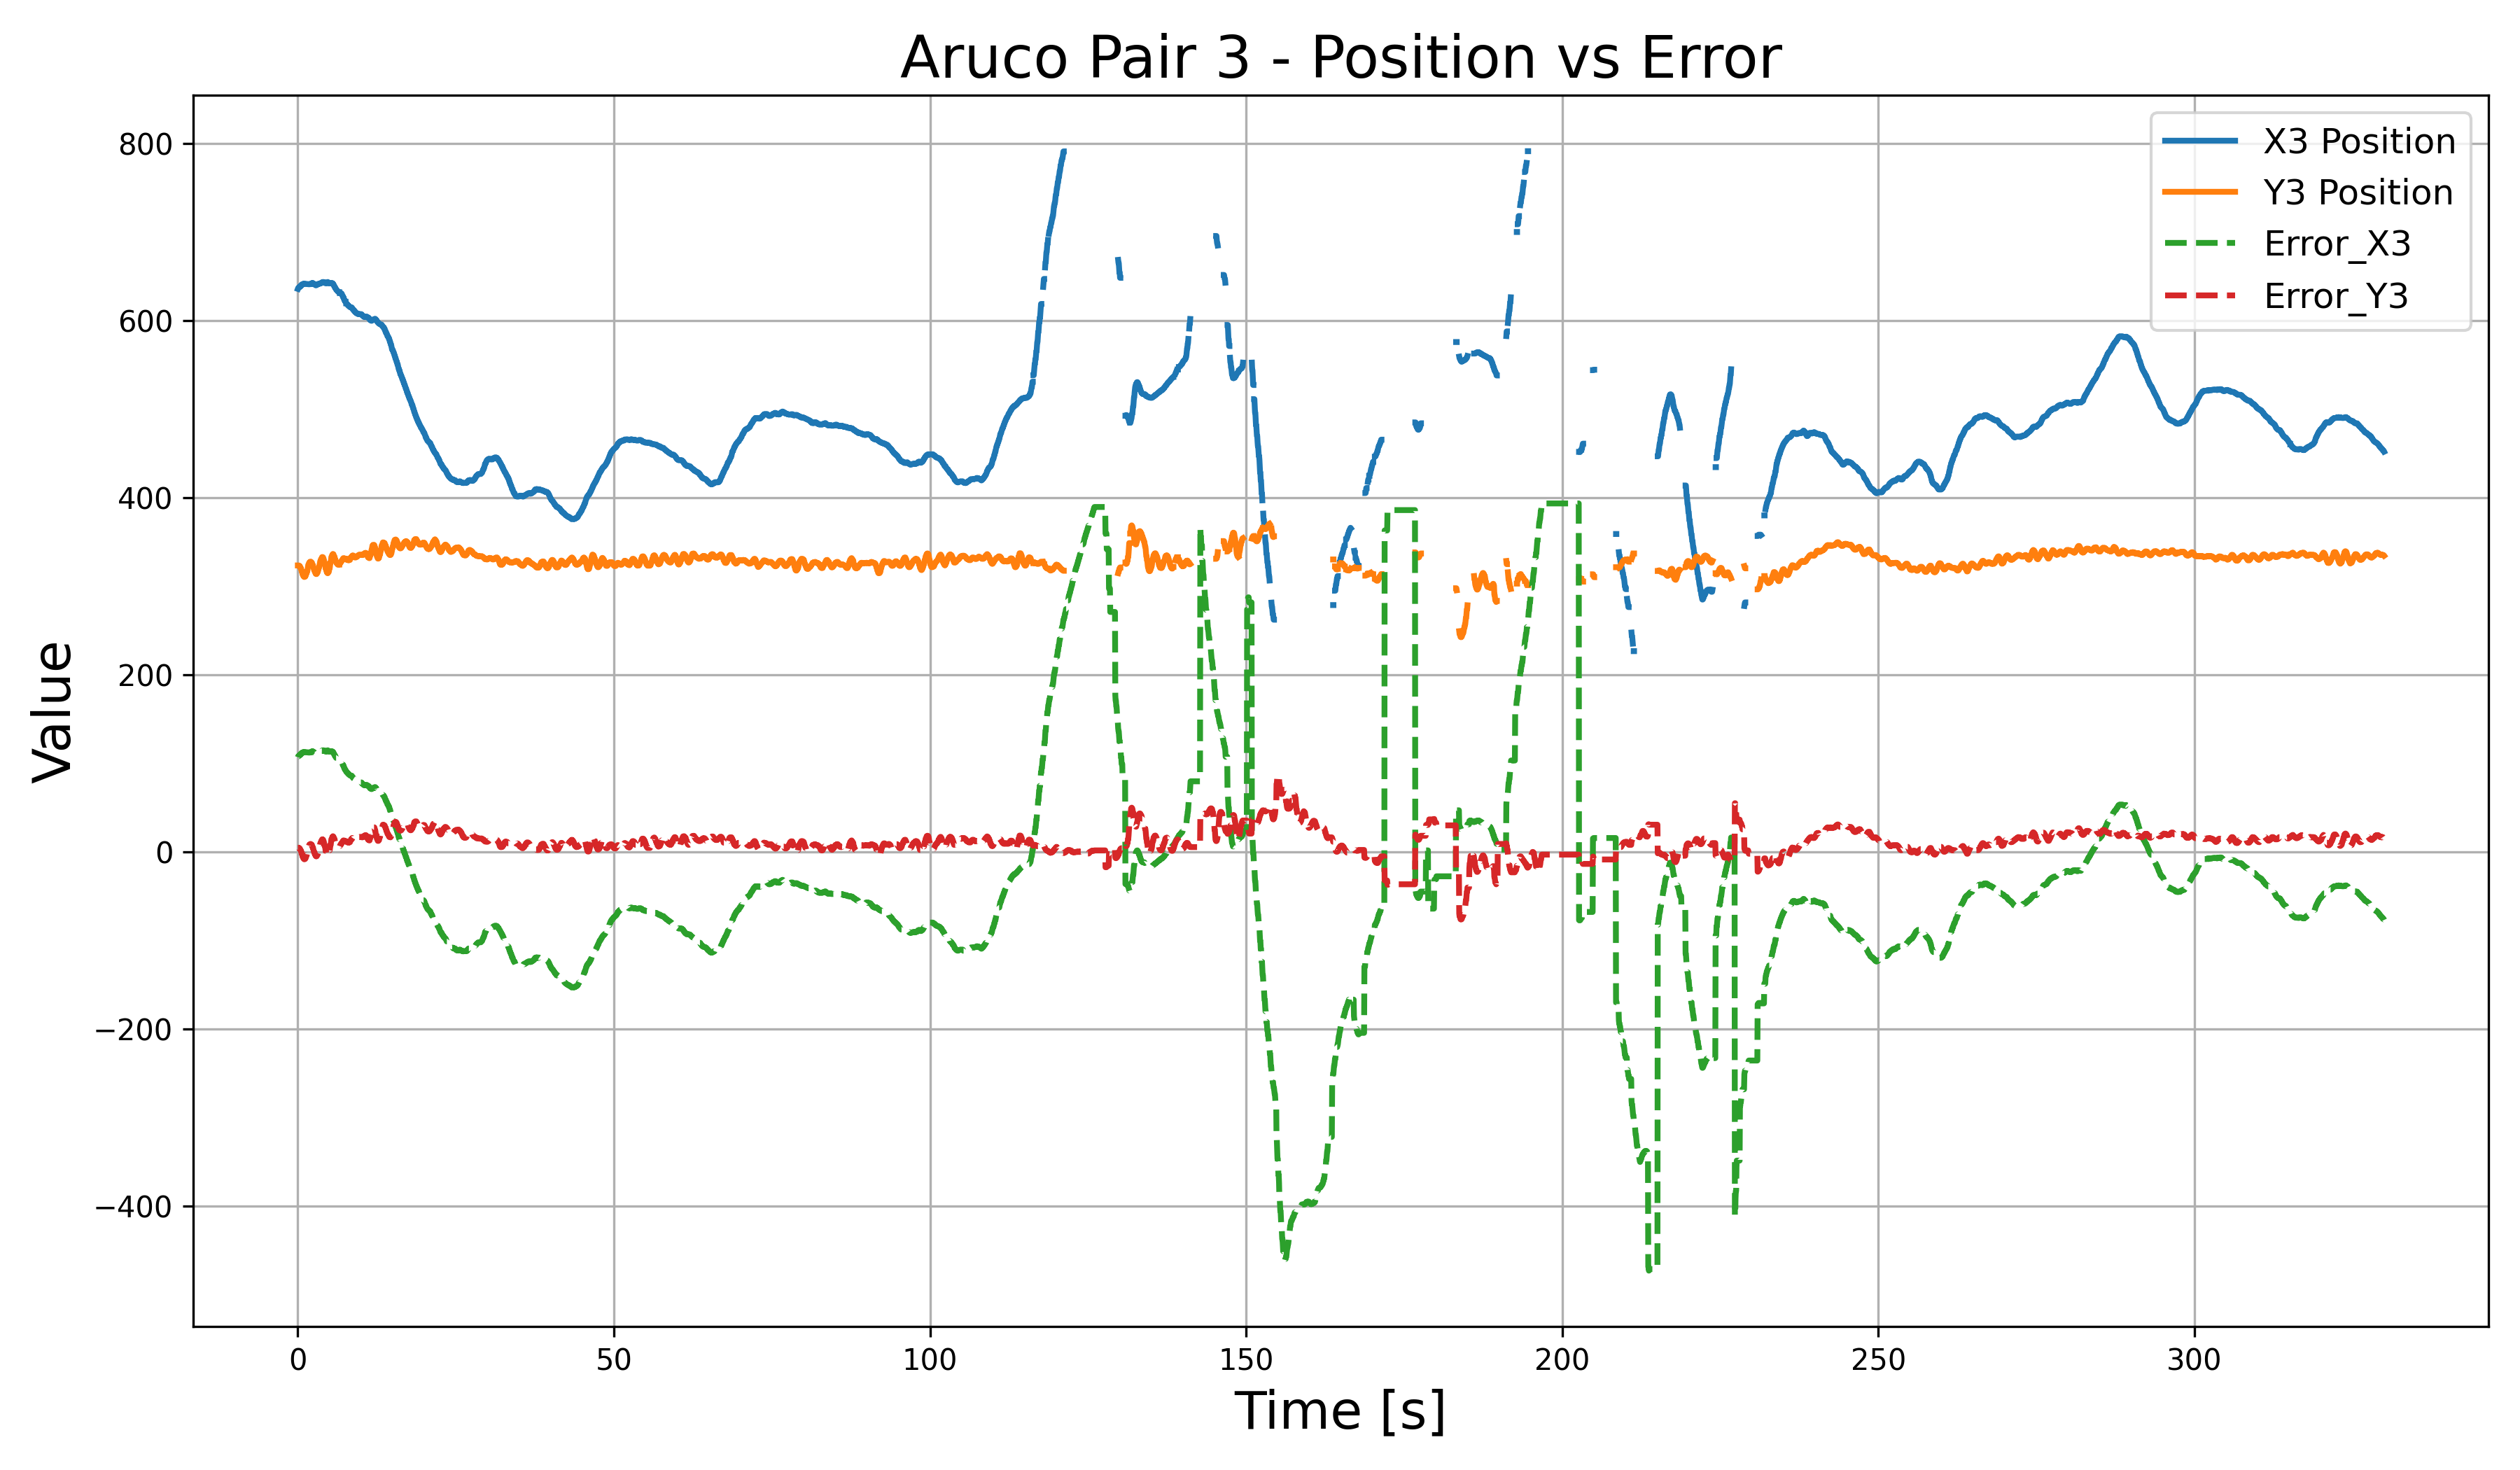 Aruco Pair 3 - Position vs Error
X3 Position
Y3 Position
Error_X3
Error_Y3
Value
800
600
400
200
0
−200
−400
0 50 100 150 200 250 300
Time [s]